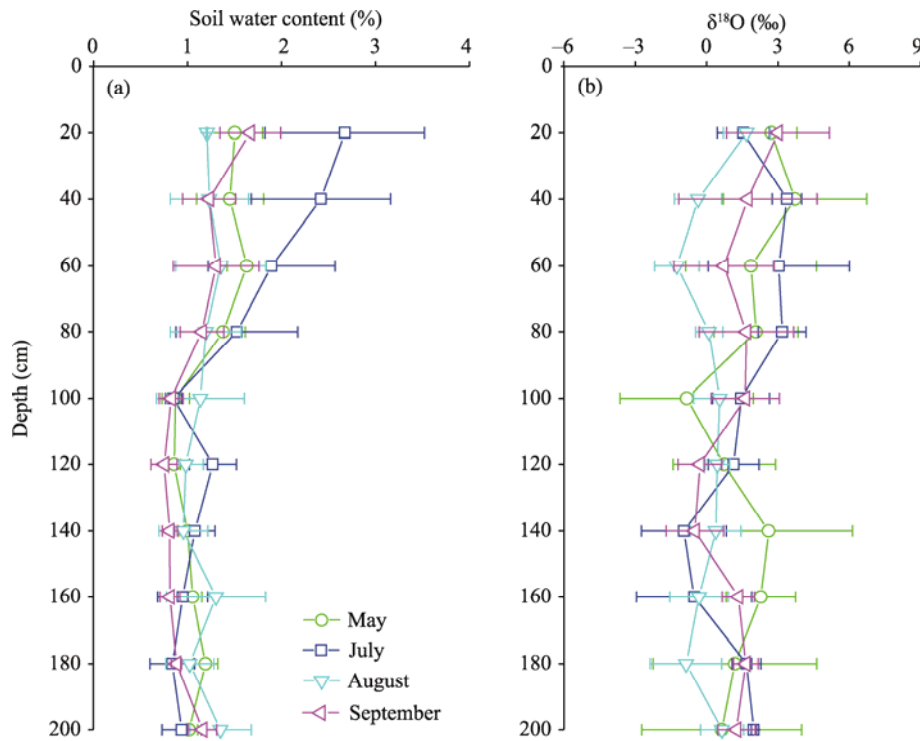 Soil water content (%)
0 1 2 3 4
0
20
40
60
80
100
120
140
160
180
200
Depth (cm)
(a)
May
July
August
September
δ¹⁸O (‰)
−6 −3 0 3 6 9
0
20
40
60
80
100
120
140
160
180
200
(b)